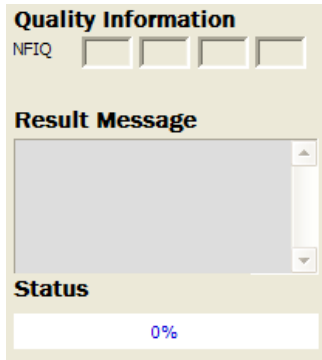 Quality Information
NFIQ
Result Message
Status
0%